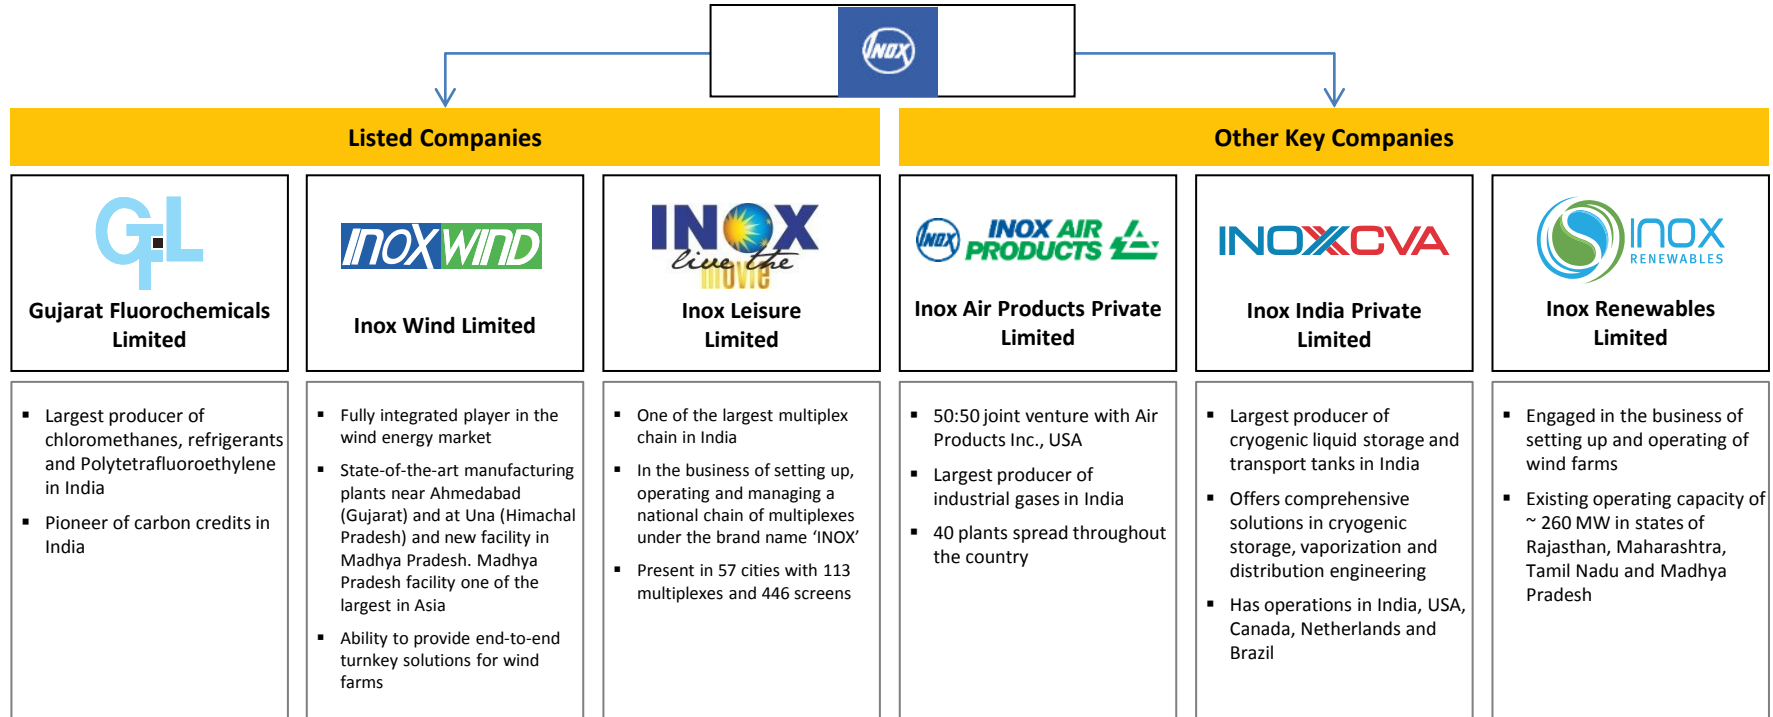 INOX
Listed Companies
Other Key Companies
GFL
Gujarat Fluorochemicals
Limited
▪ Largest producer of
chloromethanes, refrigerants
and Polytetrafluoroethylene
in India
▪ Pioneer of carbon credits in
India
INOXWIND
Inox Wind Limited
▪ Fully integrated player in the
wind energy market
▪ State-of-the-art manufacturing
plants near Ahmedabad
(Gujarat) and at Una (Himachal
Pradesh) and new facility in
Madhya Pradesh. Madhya
Pradesh facility one of the
largest in Asia
▪ Ability to provide end-to-end
turnkey solutions for wind
farms
INOX
live the
movie
Inox Leisure
Limited
▪ One of the largest multiplex
chain in India
▪ In the business of setting up,
operating and managing a
national chain of multiplexes
under the brand name ‘INOX’
▪ Present in 57 cities with 113
multiplexes and 446 screens
INOX
INOX AIR
PRODUCTS
Inox Air Products Private
Limited
▪ 50:50 joint venture with Air
Products Inc., USA
▪ Largest producer of
industrial gases in India
▪ 40 plants spread throughout
the country
INOXCVA
Inox India Private
Limited
▪ Largest producer of
cryogenic liquid storage and
transport tanks in India
▪ Offers comprehensive
solutions in cryogenic
storage, vaporization and
distribution engineering
▪ Has operations in India, USA,
Canada, Netherlands and
Brazil
INOX
RENEWABLES
Inox Renewables
Limited
▪ Engaged in the business of
setting up and operating of
wind farms
▪ Existing operating capacity of
~ 260 MW in states of
Rajasthan, Maharashtra,
Tamil Nadu and Madhya
Pradesh